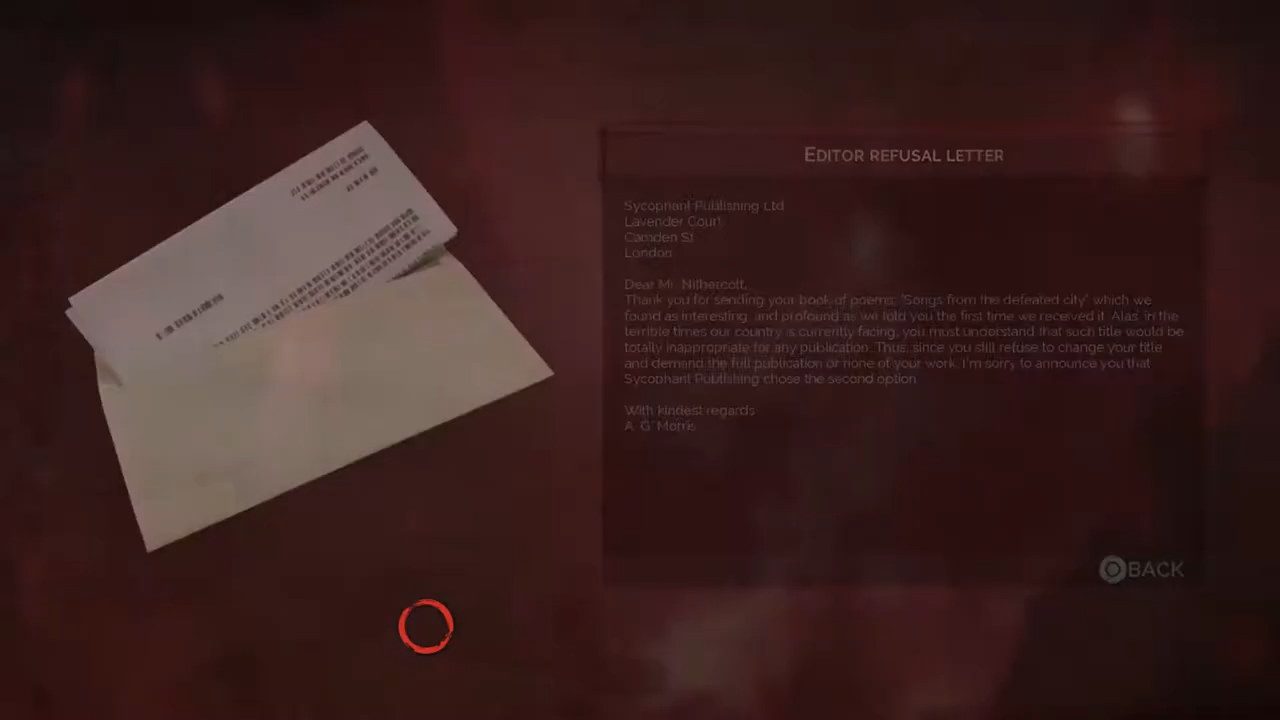 EDITOR REFUSAL LETTER
Sycophant Publishing Ltd
Lavender Court
Camden St
London
Dear Mr. Nithercott,
Thank you for sending your book of poems; 'Songs from the defeated city' which we
found as interesting, and profound as we told you the first time we received it. Alas, in the
terrible times our country is currently facing, you must understand that such title would be
totally inappropriate for any publication. Thus, since you still refuse to change your title
and demand the full publication or none of your work, I'm sorry to announce you that
Sycophant Publishing chose the second option.
With kindest regards
A. G. Morris
BACK